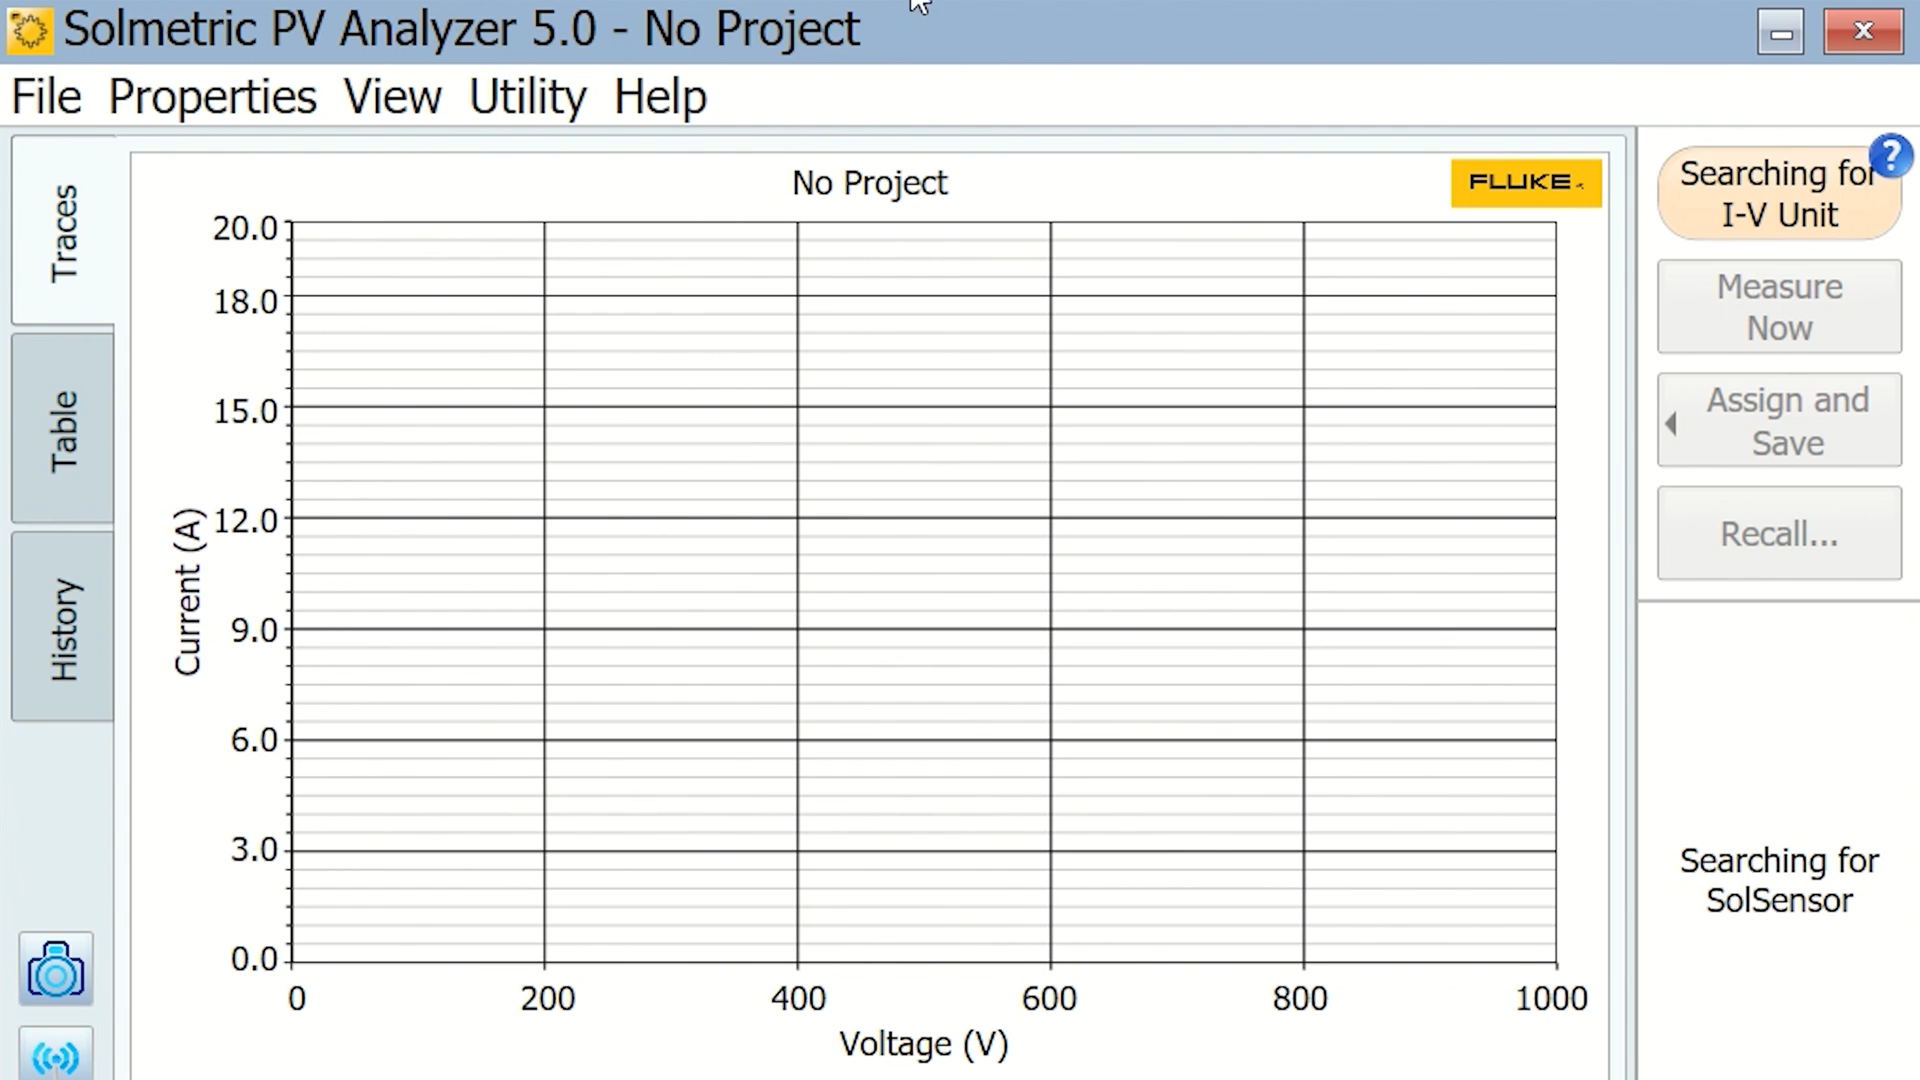 Solmetric PV Analyzer 5.0 - No Project
x
File Properties View Utility Help
Traces
Table
History
No Project
FLUKE
20.0
18.0
15.0
12.0
9.0
6.0
3.0
0.0
Current (A)
0 200 400 600 800 1000
Voltage (V)
?
Searching for
I-V Unit
Measure
Now
Assign and
Save
Recall...
Searching for
SolSensor